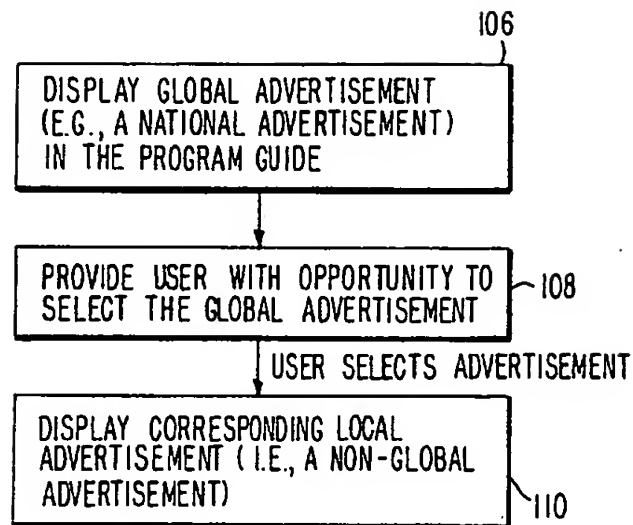 106
DISPLAY GLOBAL ADVERTISEMENT
(E.G., A NATIONAL ADVERTISEMENT)
IN THE PROGRAM GUIDE
PROVIDE USER WITH OPPORTUNITY TO
SELECT THE GLOBAL ADVERTISEMENT
108
USER SELECTS ADVERTISEMENT
DISPLAY CORRESPONDING LOCAL
ADVERTISEMENT (I.E., A NON-GLOBAL
ADVERTISEMENT)
110